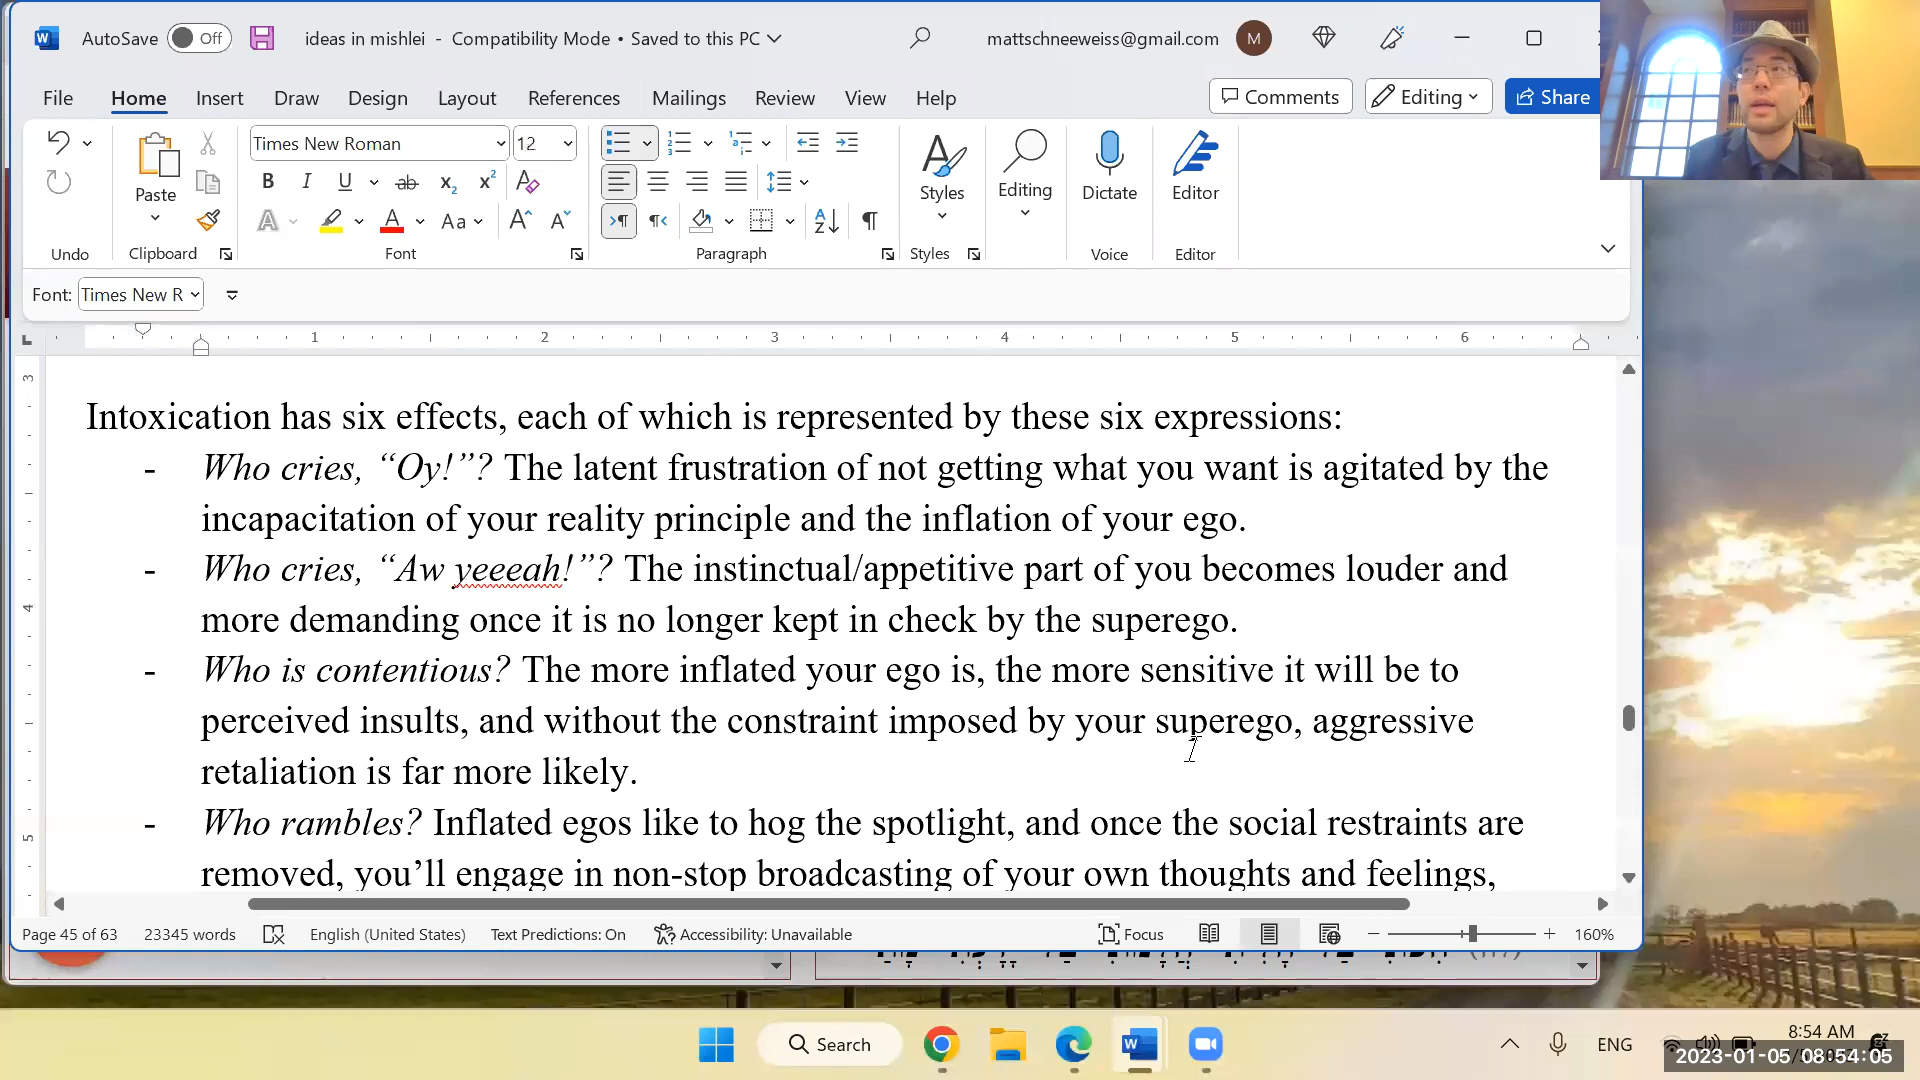 AutoSave Off ideas in mishlei - Compatibility Mode • Saved to this PC mattschneeweiss@gmail.com M
File Home Insert Draw Design Layout References Mailings Review View Help Comments Editing Share
Times New Roman 12
Paste Styles Editing Dictate Editor
Undo Clipboard Font Paragraph Styles Voice Editor
Font: Times New R
1 2 3 4 5 6
3
Intoxication has six effects, each of which is represented by these six expressions:
- Who cries, “Oy!”? The latent frustration of not getting what you want is agitated by the
incapacitation of your reality principle and the inflation of your ego.
- Who cries, “Aw yeeeah!”? The instinctual/appetitive part of you becomes louder and
4
more demanding once it is no longer kept in check by the superego.
- Who is contentious? The more inflated your ego is, the more sensitive it will be to
perceived insults, and without the constraint imposed by your superego, aggressive
retaliation is far more likely.
- Who rambles? Inflated egos like to hog the spotlight, and once the social restraints are
5
removed, you’ll engage in non-stop broadcasting of your own thoughts and feelings,
Page 45 of 63 23345 words English (United States) Text Predictions: On Accessibility: Unavailable Focus 160%
Search ENG 8:54 AM
2023-01-05 08:54:05